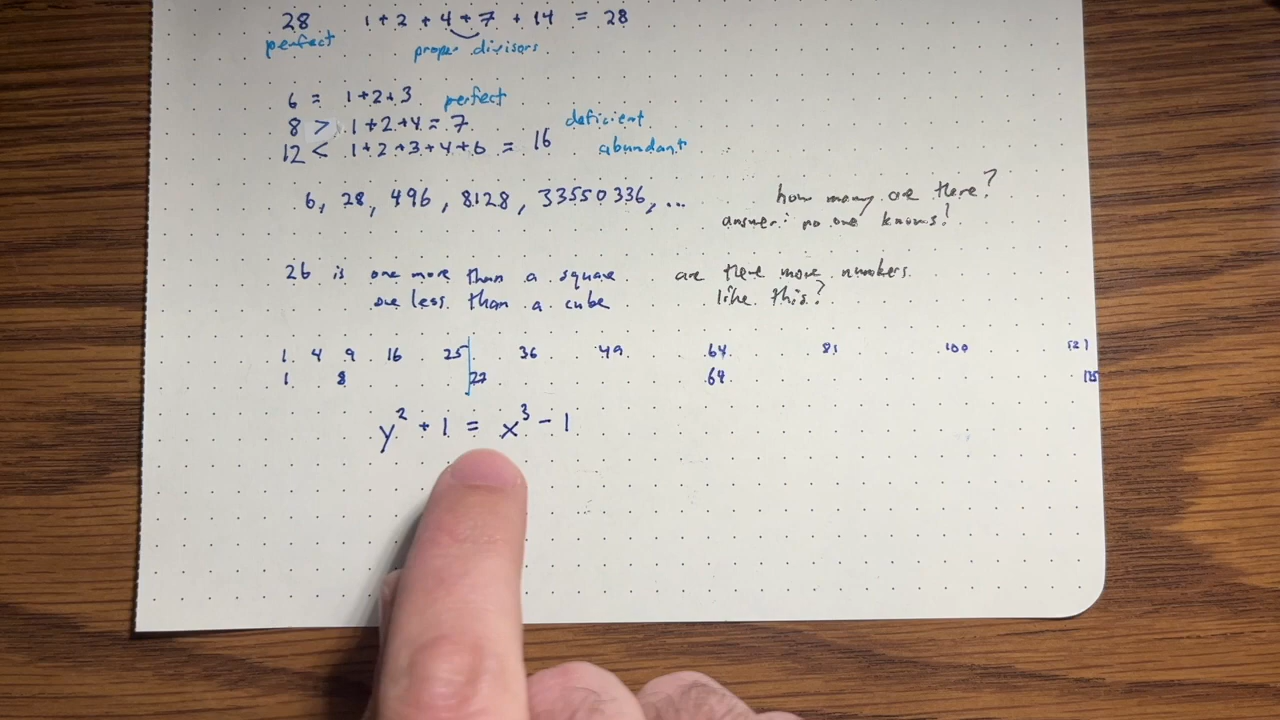 28 1 + 2 + 4 + 7 + 14 = 28
perfect proper divisors
6 = 1+2+3 perfect
8 > 1+2+4=7 deficient
12 < 1+2+3+4+6 = 16 abundant
6, 28, 496, 8128, 33550336, ... how many are there?
answer: no one knows!
26 is one more than a square are there more numbers
one less than a cube like this?
1 4 9 16 25 36 49 64 81 100 121
1 8 27 64 125
y² + 1 = x³ - 1